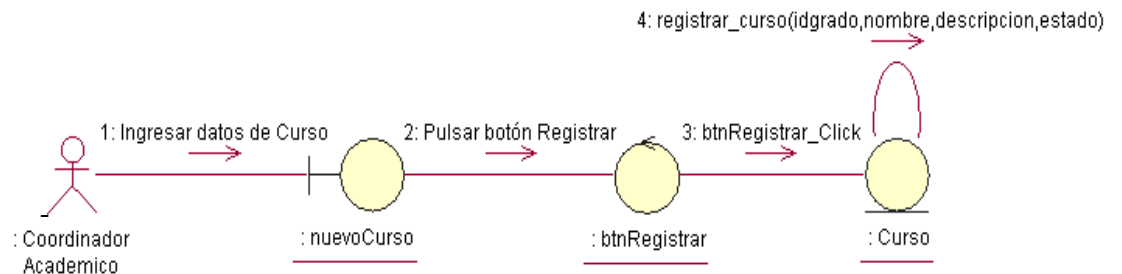 4: registrar_curso(idgrado,nombre,descripcion,estado)
1: Ingresar datos de Curso
2: Pulsar botón Registrar
3: btnRegistrar_Click
: Coordinador
Academico
: nuevoCurso
: btnRegistrar
: Curso